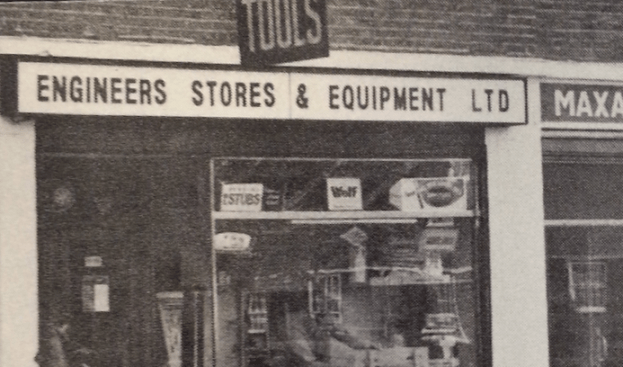 TOOLS
ENGINEERS STORES & EQUIPMENT LTD
MAXA
STUBS
Wolf